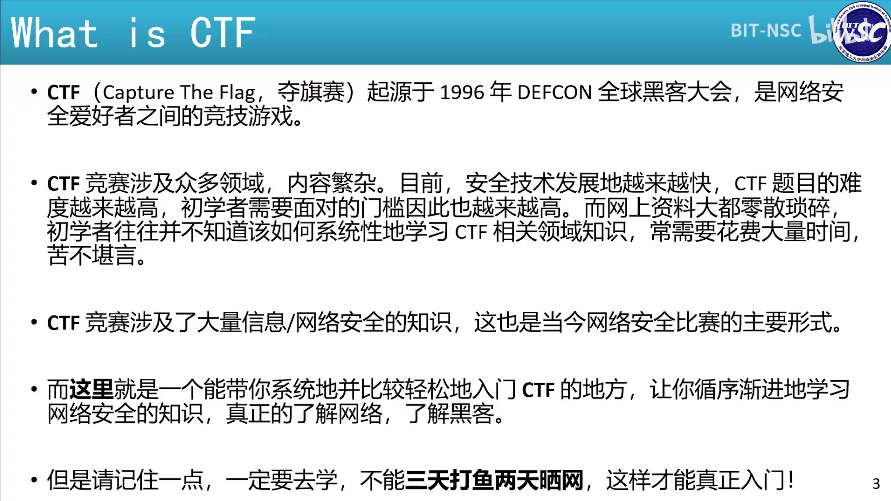 What is CTF
BIT-NSC
• CTF（Capture The Flag，夺旗赛）起源于 1996 年 DEFCON 全球黑客大会，是网络安
全爱好者之间的竞技游戏。
• CTF 竞赛涉及众多领域，内容繁杂。目前，安全技术发展地越来越快，CTF 题目的难
度越来越高，初学者需要面对的门槛因此也越来越高。而网上资料大都零散琐碎，
初学者往往并不知道该如何系统性地学习 CTF 相关领域知识，常需要花费大量时间，
苦不堪言。
• CTF 竞赛涉及了大量信息/网络安全的知识，这也是当今网络安全比赛的主要形式。
• 而这里就是一个能带你系统地并比较轻松地入门 CTF 的地方，让你循序渐进地学习
网络安全的知识，真正的了解网络，了解黑客。
• 但是请记住一点，一定要去学，不能三天打鱼两天晒网，这样才能真正入门！
3